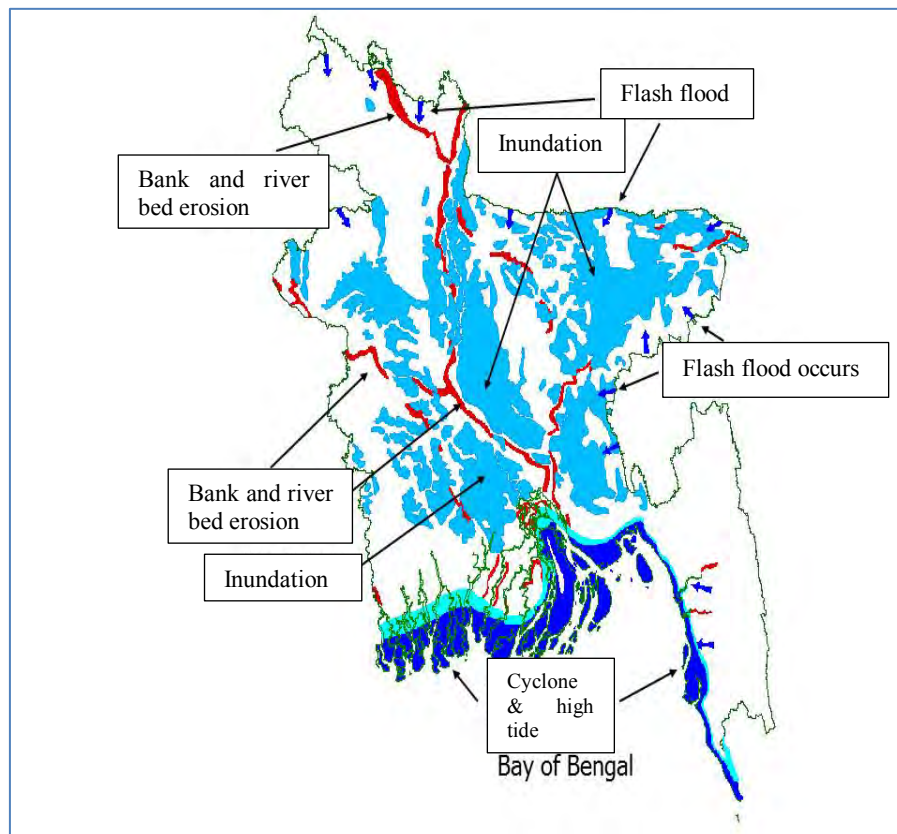 Flash flood
Inundation
Bank and river
bed erosion
Flash flood occurs
Bank and river
bed erosion
Inundation
Cyclone
& high
tide
Bay of Bengal